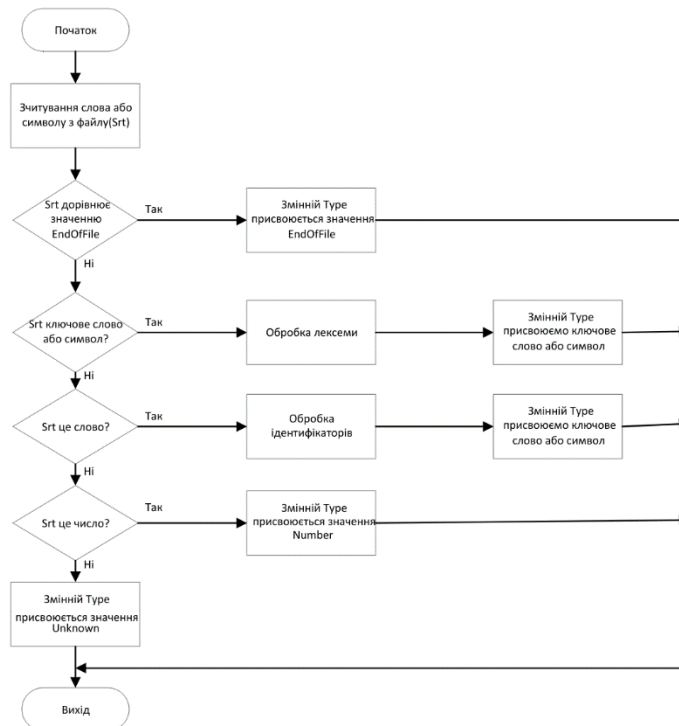 Початок
Зчитування слова або
символу з файлу(Srt)
Srt дорівнює
значенню
EndOfFile
Так
Змінній Type
присвоюється значення
EndOfFile
Ні
Srt ключове слово
або символ?
Так
Обробка лексеми
Змінній Type
присвоюємо ключове
слово або символ
Ні
Srt це слово?
Так
Обробка
ідентифікаторів
Змінній Type
присвоюємо ключове
слово або символ
Ні
Srt це число?
Так
Змінній Type
присвоюється значення
Number
Ні
Змінній Type
присвоюється значення
Unknown
Вихід